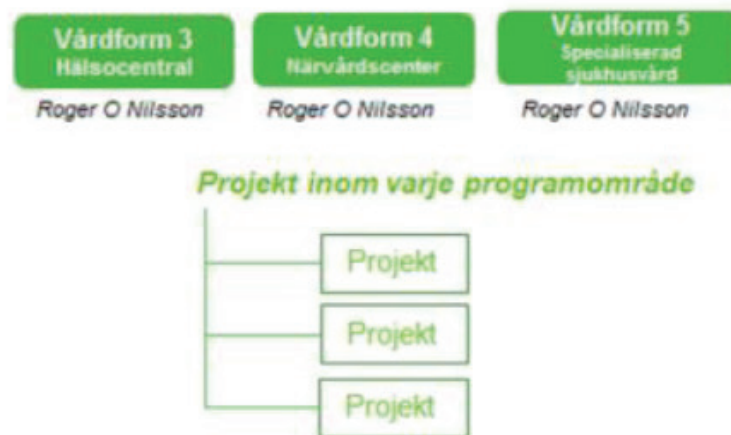 Vårdform 3
Hälsocentral
Vårdform 4
Närvårdscenter
Vårdform 5
Specialiserad
sjukhusvård
Roger O Nilsson
Roger O Nilsson
Roger O Nilsson
Projekt inom varje programområde
Projekt
Projekt
Projekt